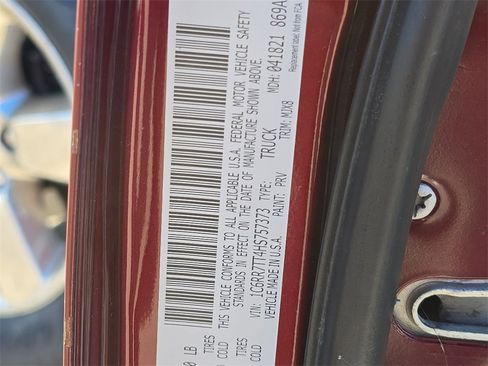 0 LB
TIRES
COLD
TIRES
COLD
THIS VEHICLE CONFORMS TO ALL APPLICABLE U.S.A. FEDERAL MOTOR VEHICLE SAFETY
STANDARDS IN EFFECT ON THE DATE OF MANUFACTURE SHOWN ABOVE.
VIN: 1C6RR7TT4HS757373 TYPE: TRUCK MDH: 041821 869A
VEHICLE MADE IN U.S.A. PAINT: PRV TRIM: MJX8
Replacement label, Not from FCA